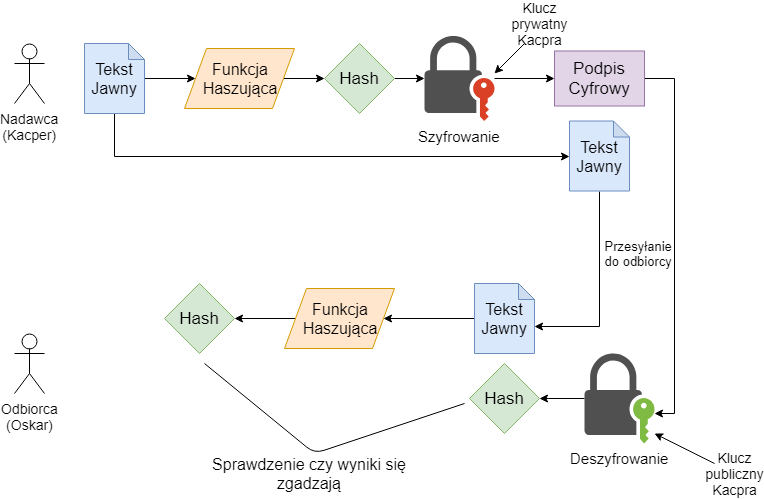 Klucz
prywatny
Kacpra
Tekst
Jawny
Funkcja
Haszująca
Hash
Podpis
Cyfrowy
Nadawca
(Kacper)
Szyfrowanie
Tekst
Jawny
Przesyłanie
do odbiorcy
Hash
Funkcja
Haszująca
Tekst
Jawny
Odbiorca
(Oskar)
Hash
Deszyfrowanie
Klucz
publiczny
Kacpra
Sprawdzenie czy wyniki się
zgadzają